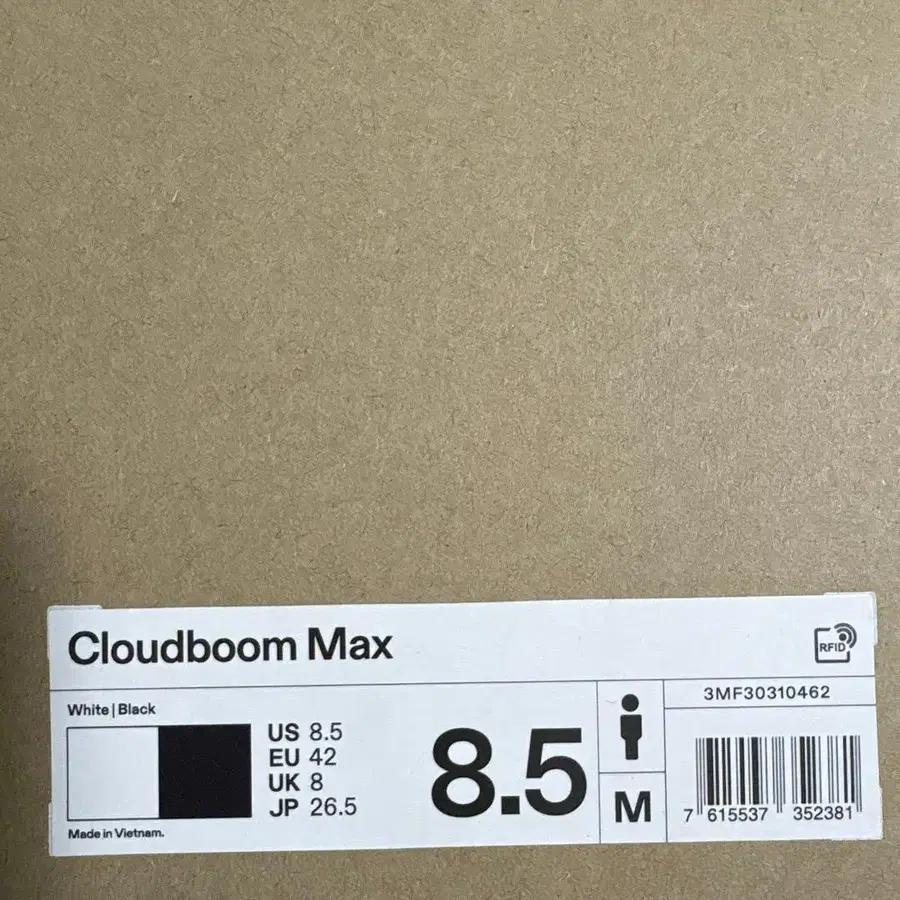 Cloudboom Max
RFID
White | Black
US 8.5
EU 42
UK 8
JP 26.5
Made in Vietnam.
8.5
M
3MF30310462
7 615537 352381